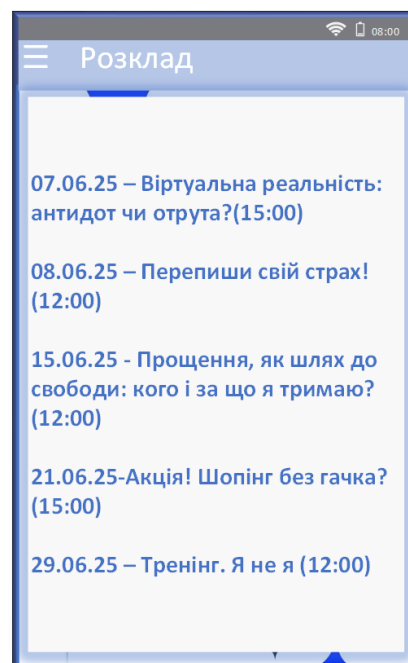 08:00
Розклад
07.06.25 – Віртуальна реальність:
антидот чи отрута?(15:00)
08.06.25 – Перепиши свій страх!
(12:00)
15.06.25 - Прощення, як шлях до
свободи: кого і за що я тримаю?
(12:00)
21.06.25-Акція! Шопінг без гачка?
(15:00)
29.06.25 – Тренінг. Я не я (12:00)